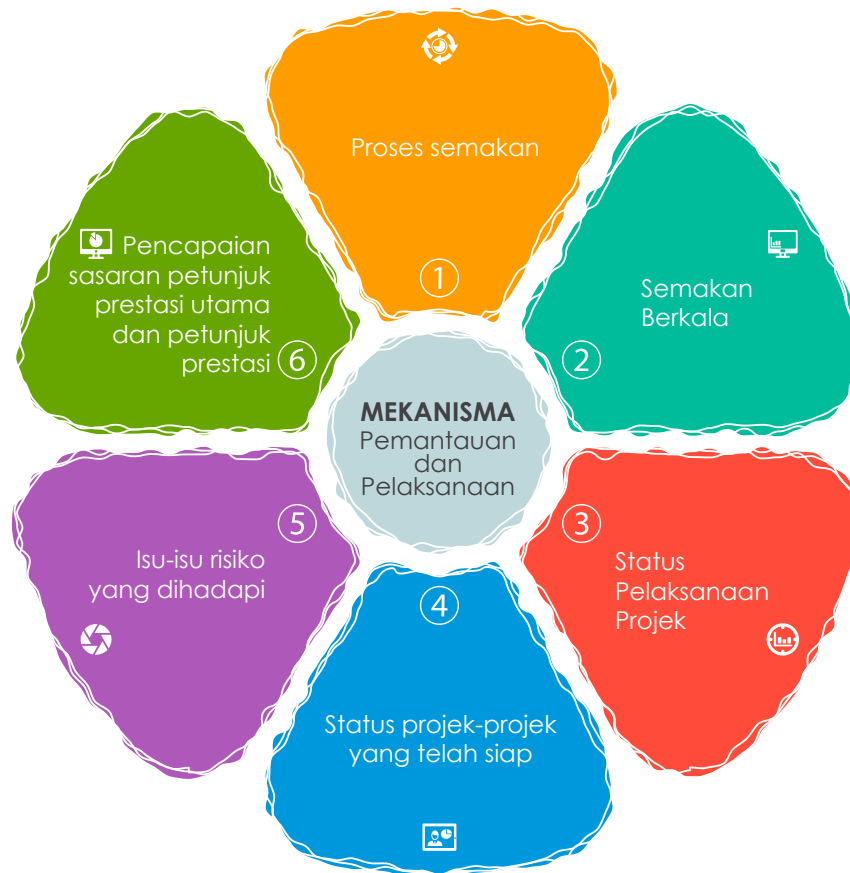 Proses semakan
1
Semakan
Berkala
2
3
Status
Pelaksanaan
Projek
4
Status projek-projek
yang telah siap
5
Isu-isu risiko
yang dihadapi
Pencapaian
sasaran petunjuk
prestasi utama
dan petunjuk
prestasi 6
MEKANISMA
Pemantauan
dan
Pelaksanaan